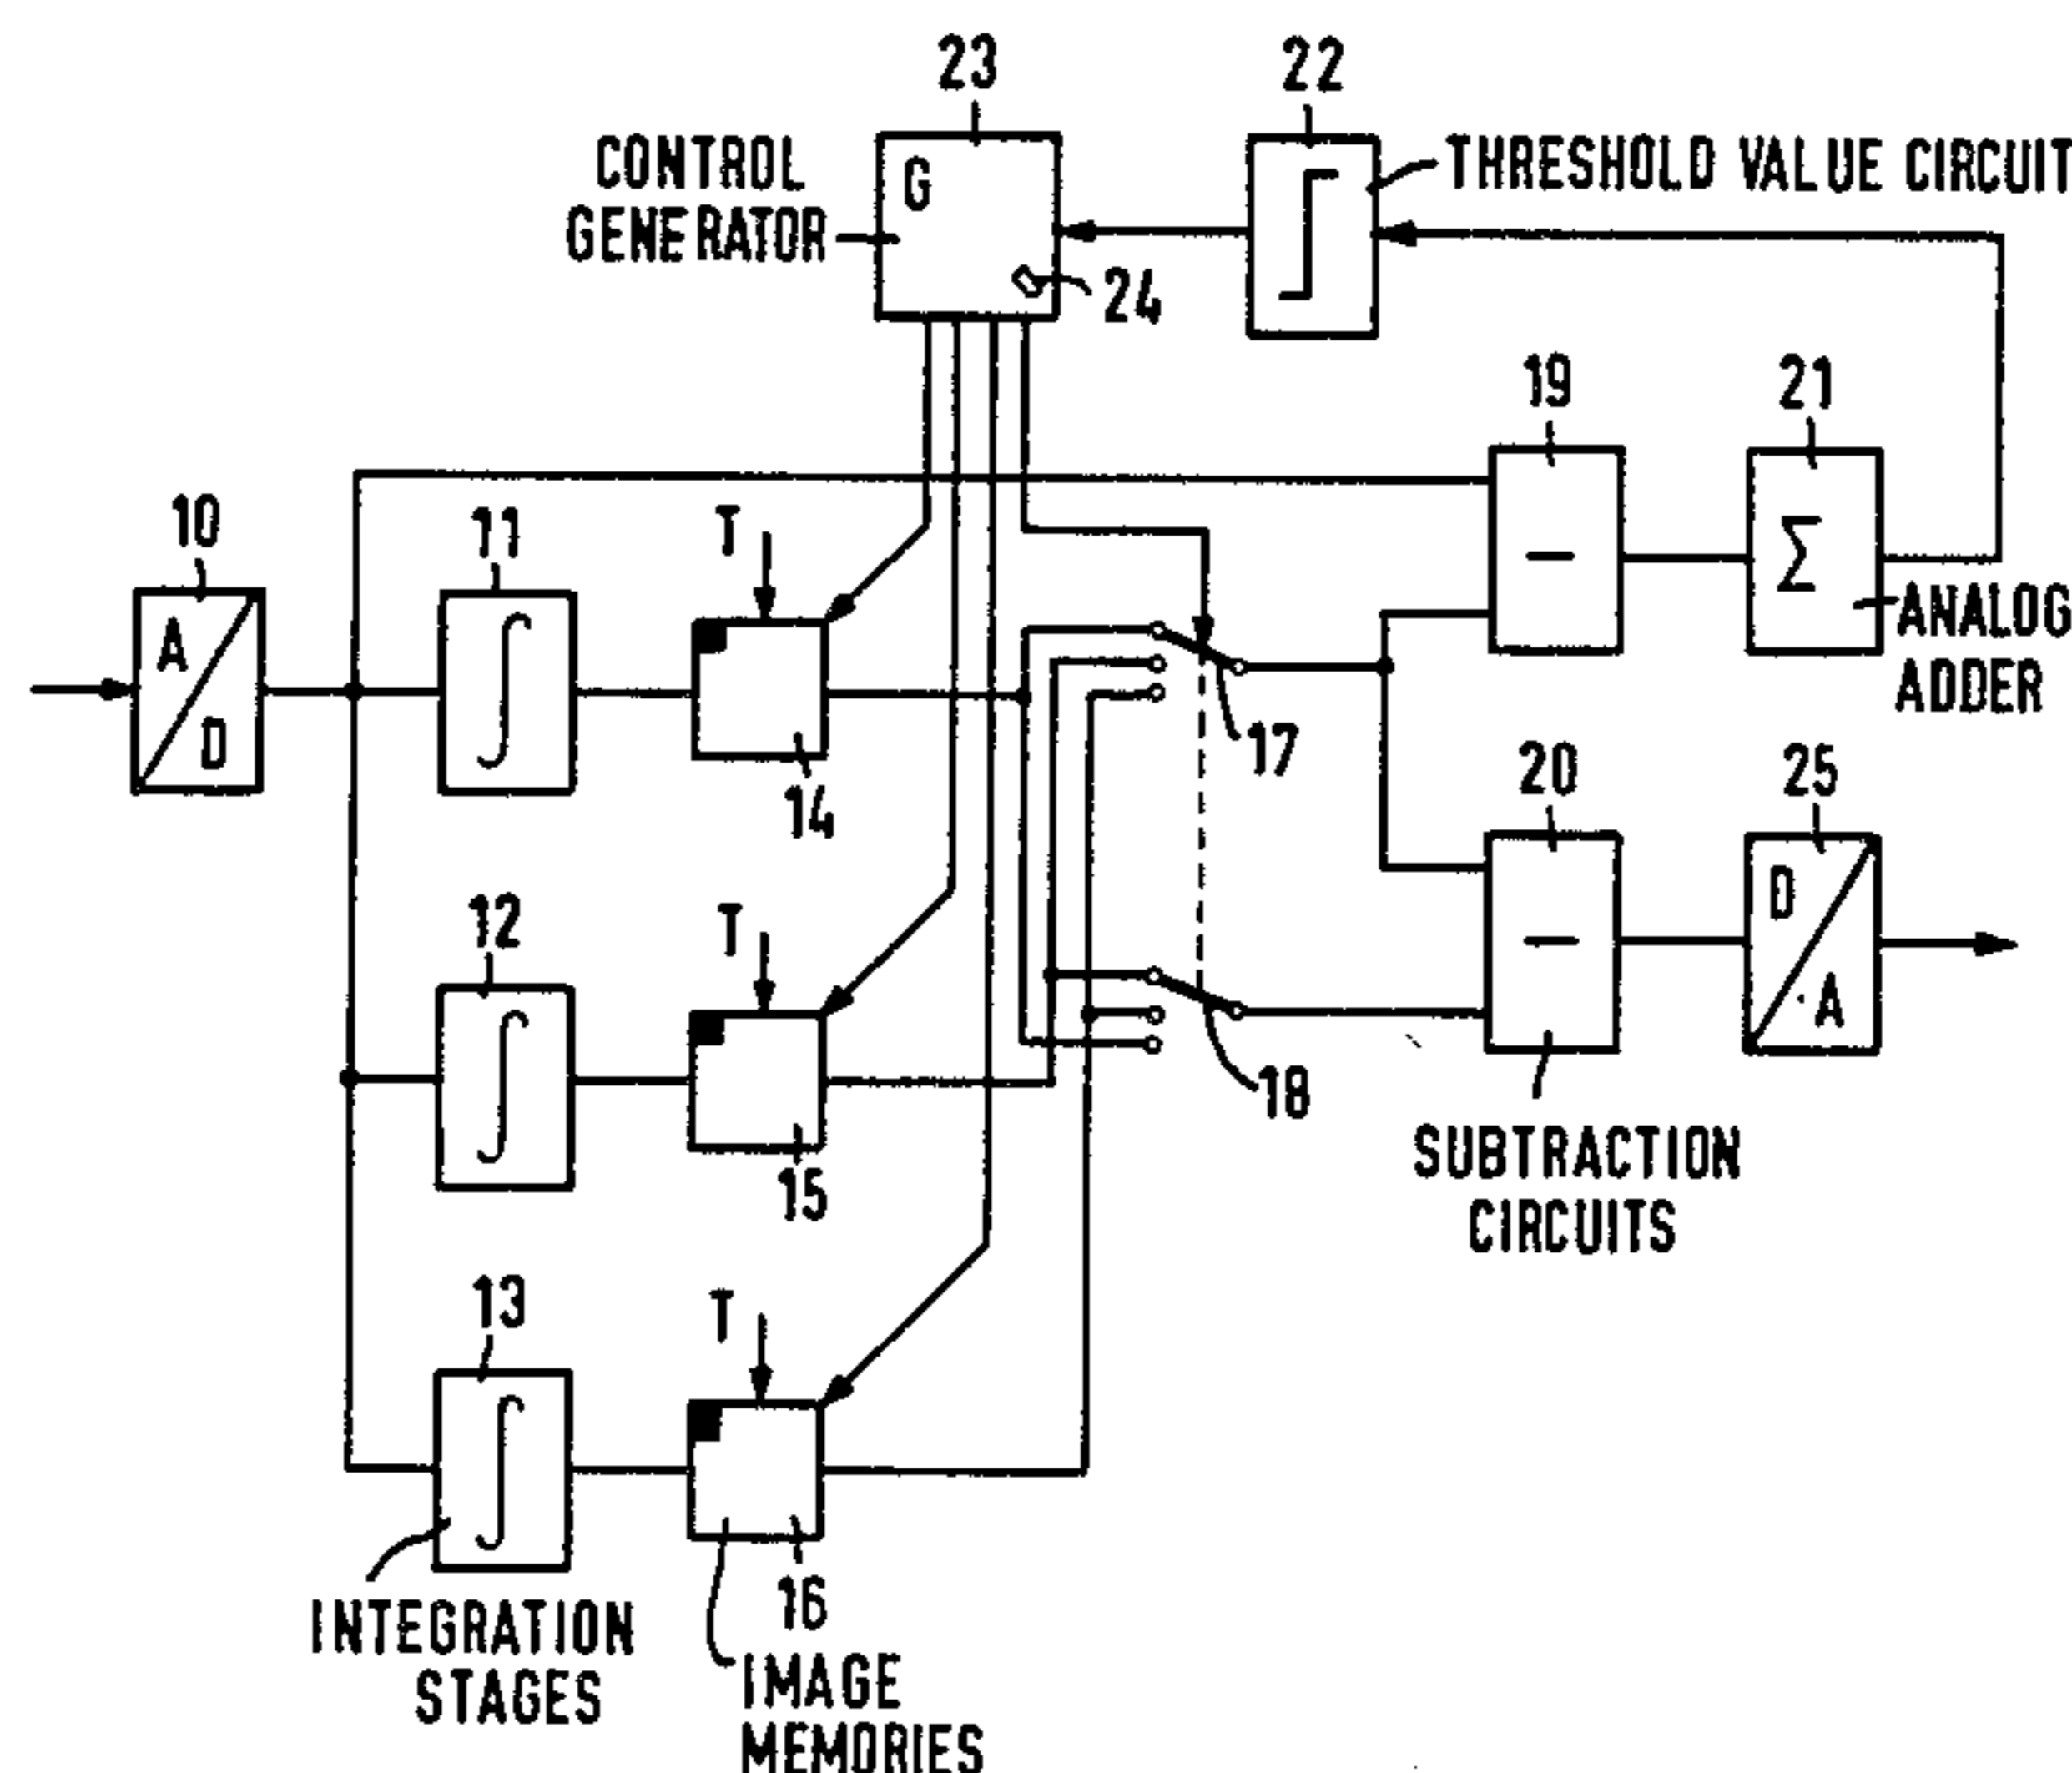 23
22
CONTROL
GENERATOR
G
THRESHOLD VALUE CIRCUIT
24
19
21
10
11
T
A
D
14
−
Σ
ANALOG
ADDER
17
12
T
20
25
D
A
−
15
18
SUBTRACTION
CIRCUITS
13
T
16
INTEGRATION
STAGES
IMAGE
MEMORIES